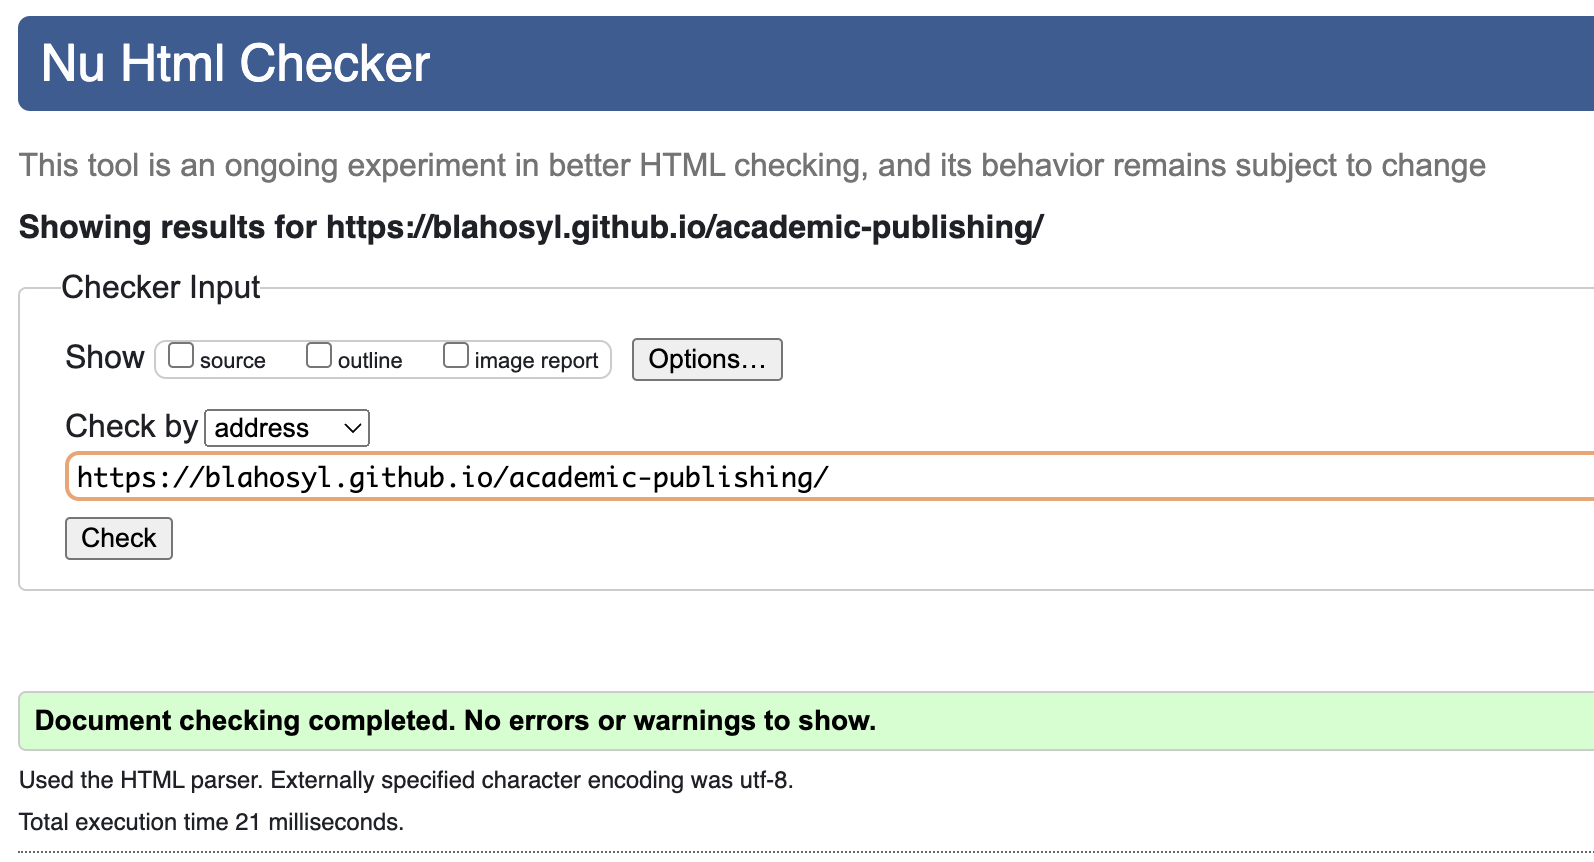 Nu Html Checker
This tool is an ongoing experiment in better HTML checking, and its behavior remains subject to change
Showing results for https://blahosyl.github.io/academic-publishing/
Checker Input
Show source outline image report Options...
Check by address
https://blahosyl.github.io/academic-publishing/
Check
Document checking completed. No errors or warnings to show.
Used the HTML parser. Externally specified character encoding was utf-8.
Total execution time 21 milliseconds.